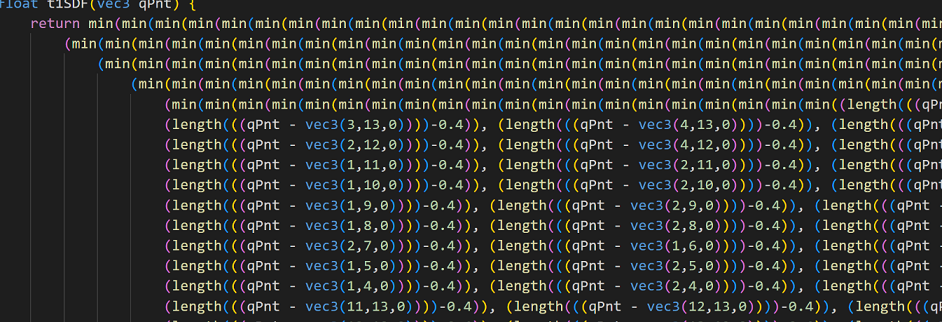 float t1SDF(vec3 qPnt) {
return min(min(min(min(min(min(min(min(min(min(min(min(min(min(min(min(min(min(min(min(min(min(min(min(min(mi
(min(min(min(min(min(min(min(min(min(min(min(min(min(min(min(min(min(min(min(min(min(min(min(min(min(min(
(min(min(min(min(min(min(min(min(min(min(min(min(min(min(min(min(min(min(min(min(min(min(min(min(min(
(min(min(min(min(min(min(min(min(min(min(min(min(min(min(min(min(min(min(min(min(min(min(min(min(
(min(min(min(min(min(min(min(min(min(min(min(min(min(min(min(min(min(min(min(min((length(((qP
(length(((qPnt - vec3(3,13,0))))-0.4)), (length(((qPnt - vec3(4,13,0))))-0.4)), (length(((qPn
(length(((qPnt - vec3(2,12,0))))-0.4)), (length(((qPnt - vec3(4,12,0))))-0.4)), (length(((qPn
(length(((qPnt - vec3(1,11,0))))-0.4)), (length(((qPnt - vec3(2,11,0))))-0.4)), (length(((qPn
(length(((qPnt - vec3(1,10,0))))-0.4)), (length(((qPnt - vec3(2,10,0))))-0.4)), (length(((qPn
(length(((qPnt - vec3(1,9,0))))-0.4)), (length(((qPnt - vec3(2,9,0))))-0.4)), (length(((qPnt -
(length(((qPnt - vec3(1,8,0))))-0.4)), (length(((qPnt - vec3(2,8,0))))-0.4)), (length(((qPnt -
(length(((qPnt - vec3(2,7,0))))-0.4)), (length(((qPnt - vec3(1,6,0))))-0.4)), (length(((qPnt -
(length(((qPnt - vec3(1,5,0))))-0.4)), (length(((qPnt - vec3(2,5,0))))-0.4)), (length(((qPnt -
(length(((qPnt - vec3(1,4,0))))-0.4)), (length(((qPnt - vec3(2,4,0))))-0.4)), (length(((qPnt -
(length(((qPnt - vec3(11,13,0))))-0.4)), (length(((qPnt - vec3(12,13,0))))-0.4)), (length(((q